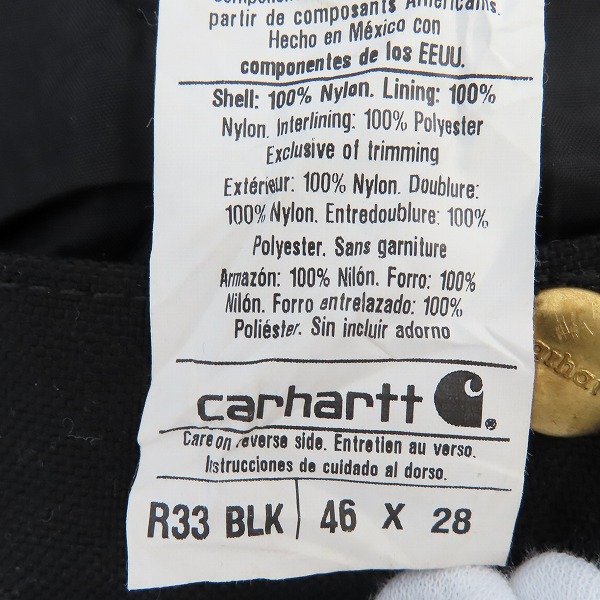 partir de composants Américains.
Hecho en México con
componentes de los EEUU.
Shell: 100% Nylon. Lining: 100%
Nylon. Interlining: 100% Polyester
Exclusive of trimming
Extérieur: 100% Nylon. Doublure:
100% Nylon. Entredoublure: 100%
Polyester. Sans garniture
Armazón: 100% Nilón. Forro: 100%
Nilón. Forro entrelazado: 100%
Poliéster. Sin incluir adorno
carhartt
Care on reverse side. Entretien au verso.
Instrucciones de cuidado al dorso.
R33 BLK 46 X 28